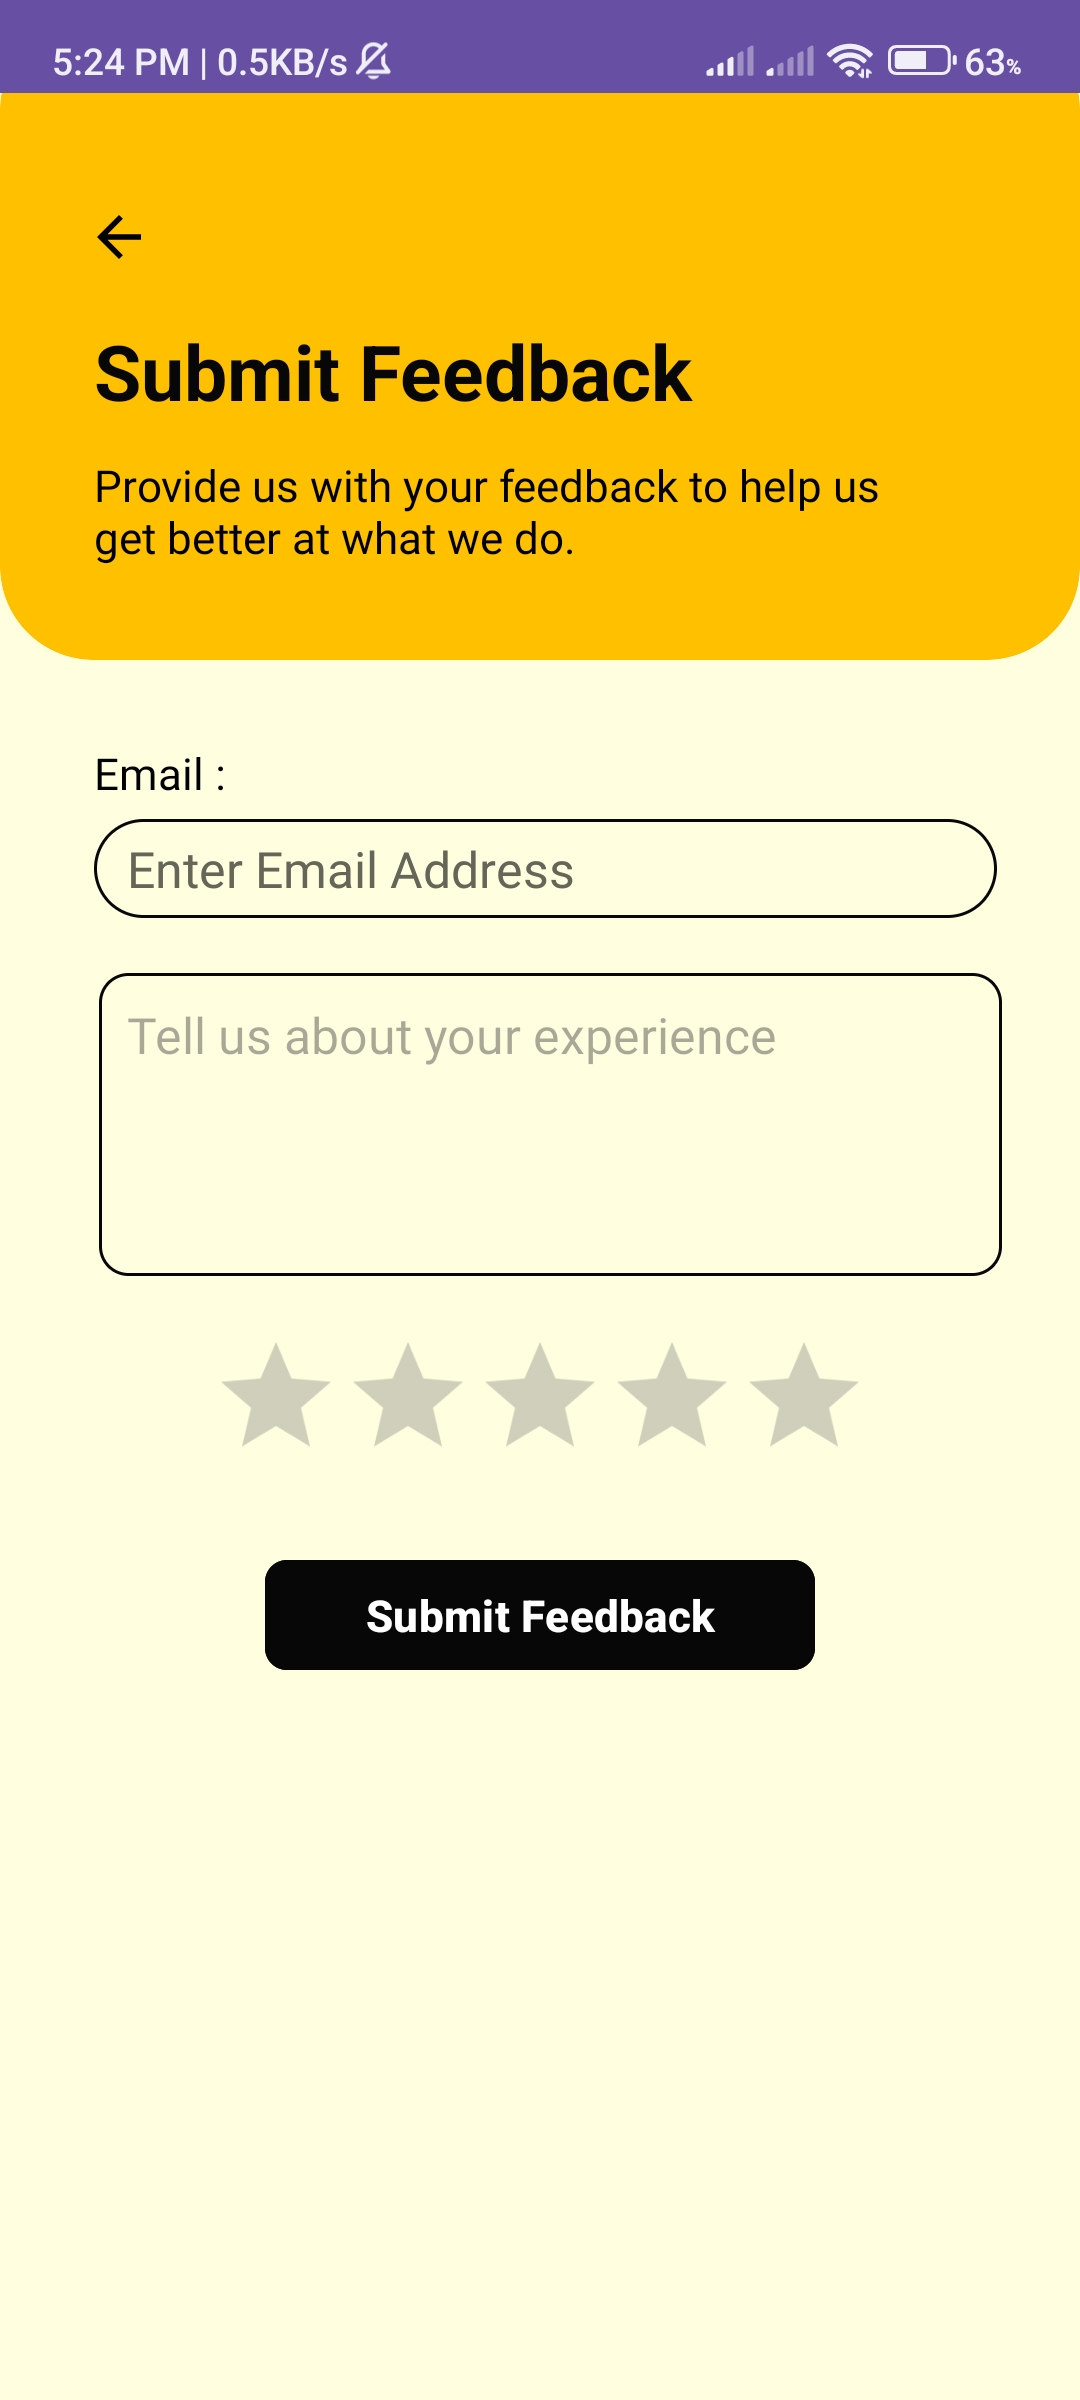 5:24 PM | 0.5KB/s 63%
Submit Feedback
Provide us with your feedback to help us
get better at what we do.
Email :
Enter Email Address
Tell us about your experience
Submit Feedback